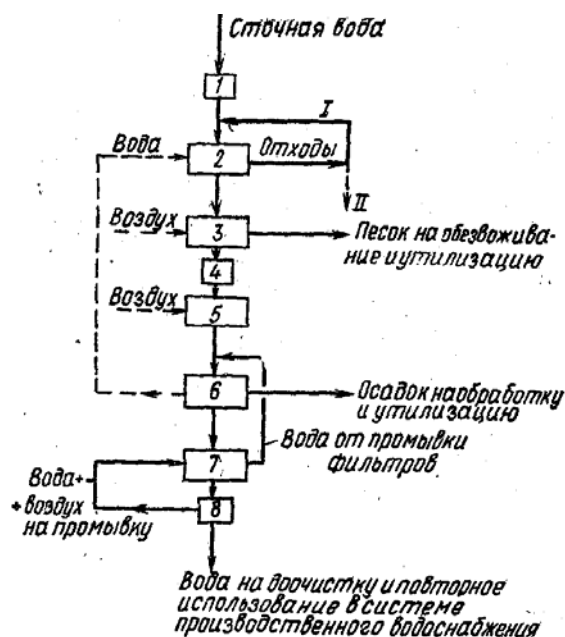 Сточная вода
1
I
Вода
2
Отходы
II
Воздух
3
Песок на обезвожива-
ние и утилизацию
4
Воздух
5
6
Осадок на обработку
и утилизацию
Вода от промывки
фильтров
7
Вода+
+воздух
на промывку
8
Вода на доочистку и повторное
использование в системе
производственного водоснабжения